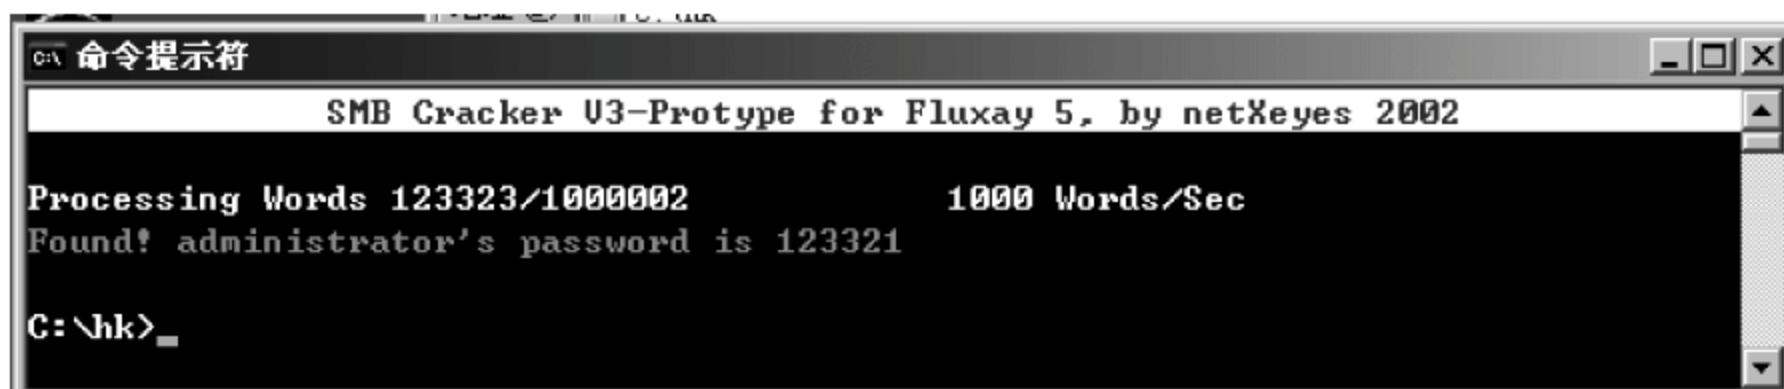 命令提示符
SMB Cracker V3-Protype for Fluxay 5, by netXeyes 2002
Processing Words 123323/1000002 1000 Words/Sec
Found! administrator's password is 123321
C:\hk>_